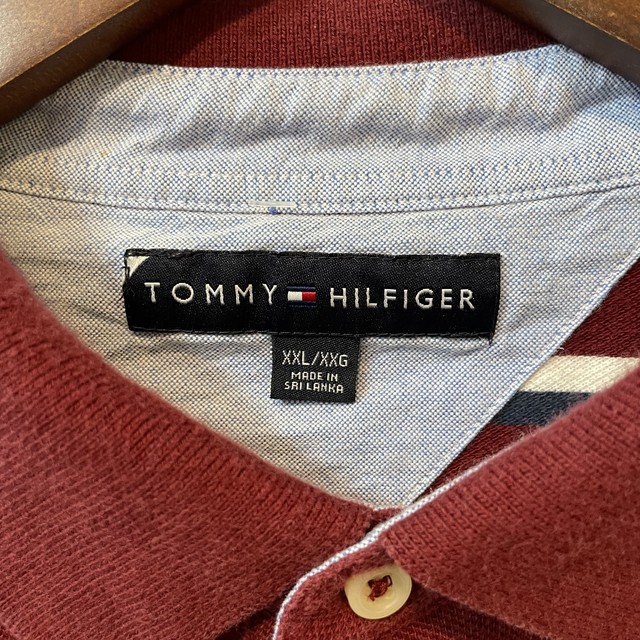 TOMMY HILFIGER
XXL/XXG
MADE IN
SRI LANKA